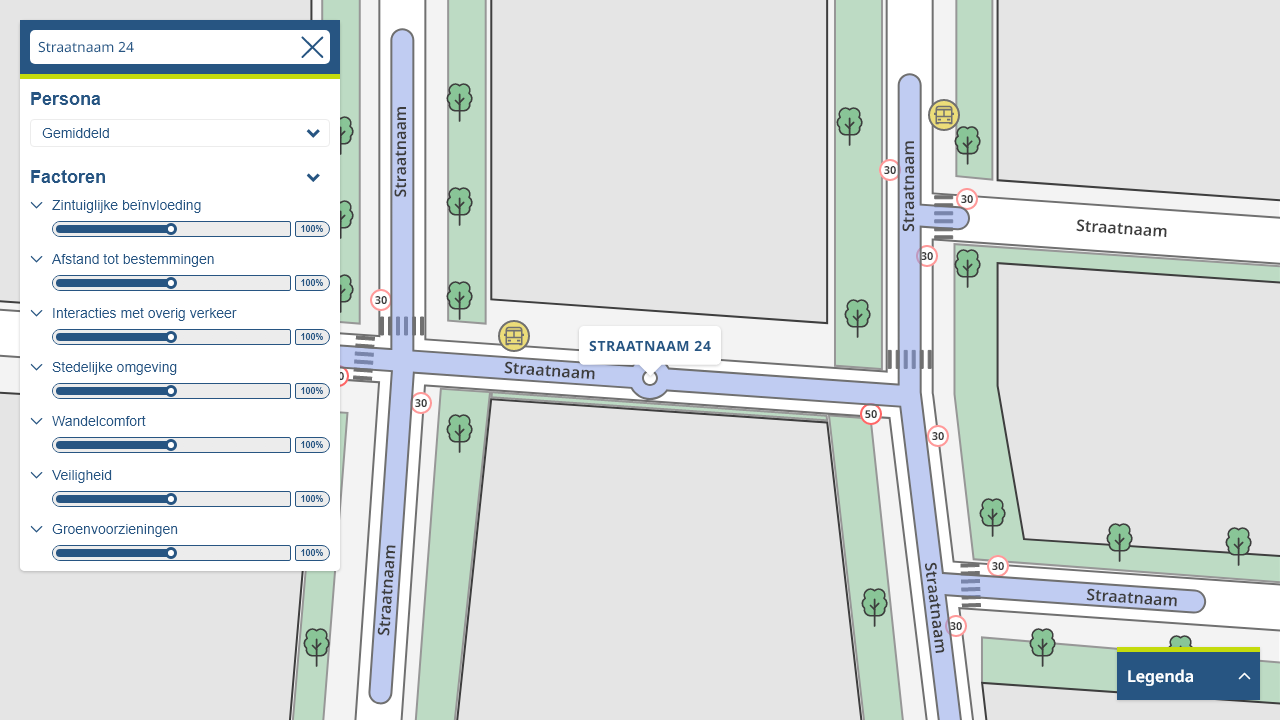 Straatnaam 24
Persona
Gemiddeld
Factoren
Zintuiglijke beïnvloeding
100%
Afstand tot bestemmingen
100%
Interacties met overig verkeer
100%
Stedelijke omgeving
100%
Wandelcomfort
100%
Veiligheid
100%
Groenvoorzieningen
100%
Straatnaam
Straatnaam
30
30
Straatnaam
30
30
STRAATNAAM 24
Straatnaam
30
50
30
Straatnaam
Straatnaam
30
Straatnaam
30
Legenda